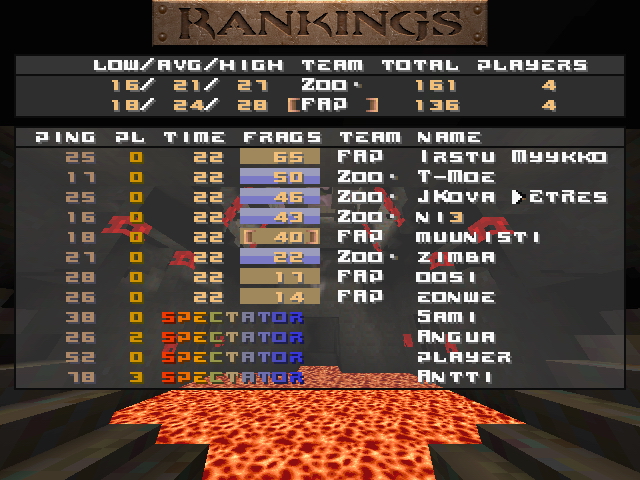 RANKINGS
LOW/AVG/HIGH TEAM TOTAL PLAYERS
16/ 21/ 27 Zoo· 161 4
18/ 24/ 28 [FAP ] 136 4
PING PL TIME FRAGS TEAM NAME
25 0 22 65 FAP IRSTU MYYKKO
17 0 22 50 Zoo· T-MOE
25 0 22 46 Zoo· JKOVA PETRES
16 0 22 43 Zoo· NI3
18 0 22 [ 40 ] FAP MUUNISTI
27 0 22 22 Zoo· ZIMBA
28 0 22 17 FAP OOSI
26 0 22 14 FAP EONWE
38 0 SPECTATOR SAMI
26 2 SPECTATOR ANGUA
52 0 SPECTATOR PLAYER
78 3 SPECTATOR ANTTI